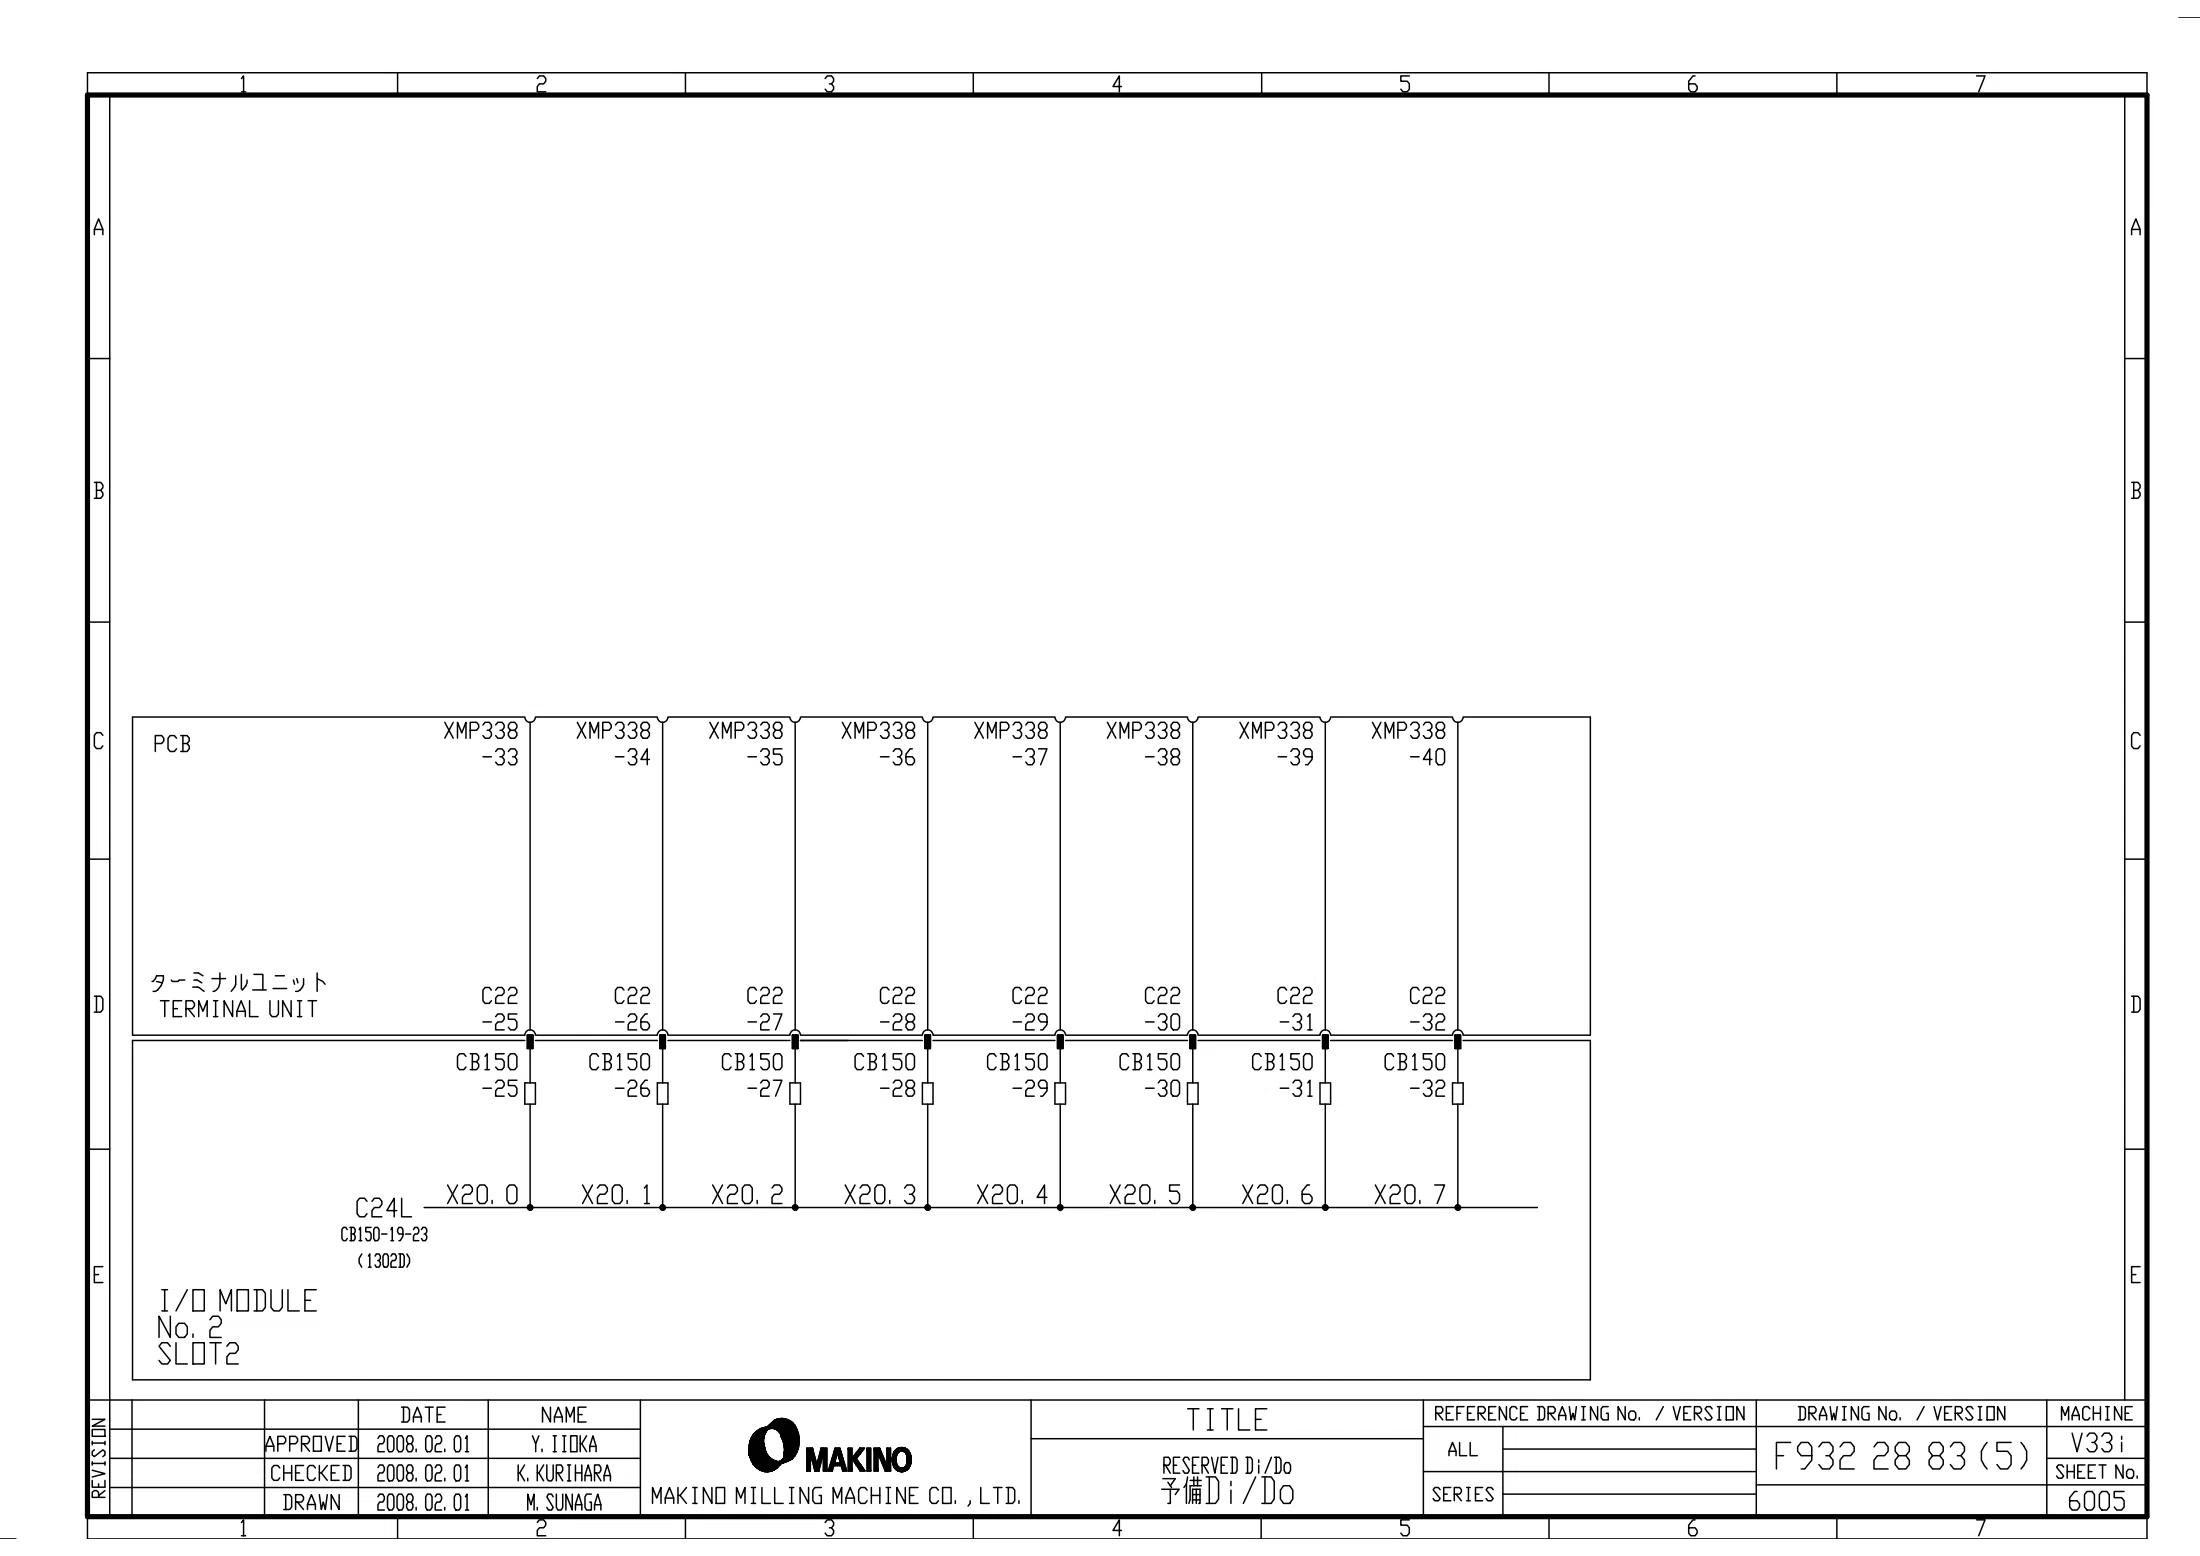 1 2 3 4 5 6 7
A A
B B
C C
D D
E E
PCB
XMP338 XMP338 XMP338 XMP338 XMP338 XMP338 XMP338 XMP338
-33 -34 -35 -36 -37 -38 -39 -40
ターミナルユニット
TERMINAL UNIT
C22 C22 C22 C22 C22 C22 C22 C22
-25 -26 -27 -28 -29 -30 -31 -32
CB150 CB150 CB150 CB150 CB150 CB150 CB150 CB150
-25 -26 -27 -28 -29 -30 -31 -32
X20.0 X20.1 X20.2 X20.3 X20.4 X20.5 X20.6 X20.7
C24L
CB150-19-23
(1302D)
I/O MODULE
No.2
SLOT2
REVISION
DATE NAME
APPROVED 2008.02.01 Y.IIOKA
CHECKED 2008.02.01 K.KURIHARA
DRAWN 2008.02.01 M.SUNAGA
MAKINO
MAKINO MILLING MACHINE CO.,LTD.
TITLE
RESERVED Di/Do
予備Di/Do
REFERENCE DRAWING No. / VERSION
ALL
SERIES
DRAWING No. / VERSION
F932 28 83(5)
MACHINE
V33i
SHEET No.
6005
1 2 3 4 5 6 7